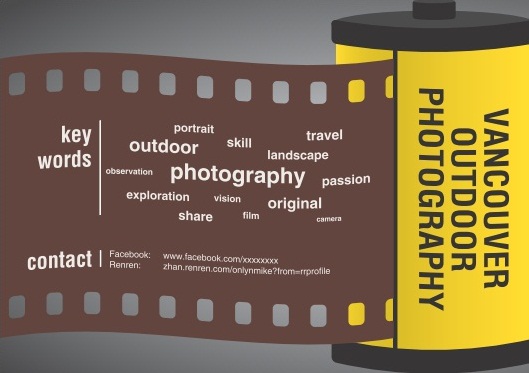 key
words
portrait
travel
outdoor
skill
landscape
observation
photography
passion
exploration
vision
original
share
film
camera
contact
Facebook: www.facebook.com/xxxxxxxx
Renren: zhan.renren.com/onlynmike?from=rrprofile
VANCOUVER
OUTDOOR
PHOTOGRAPHY